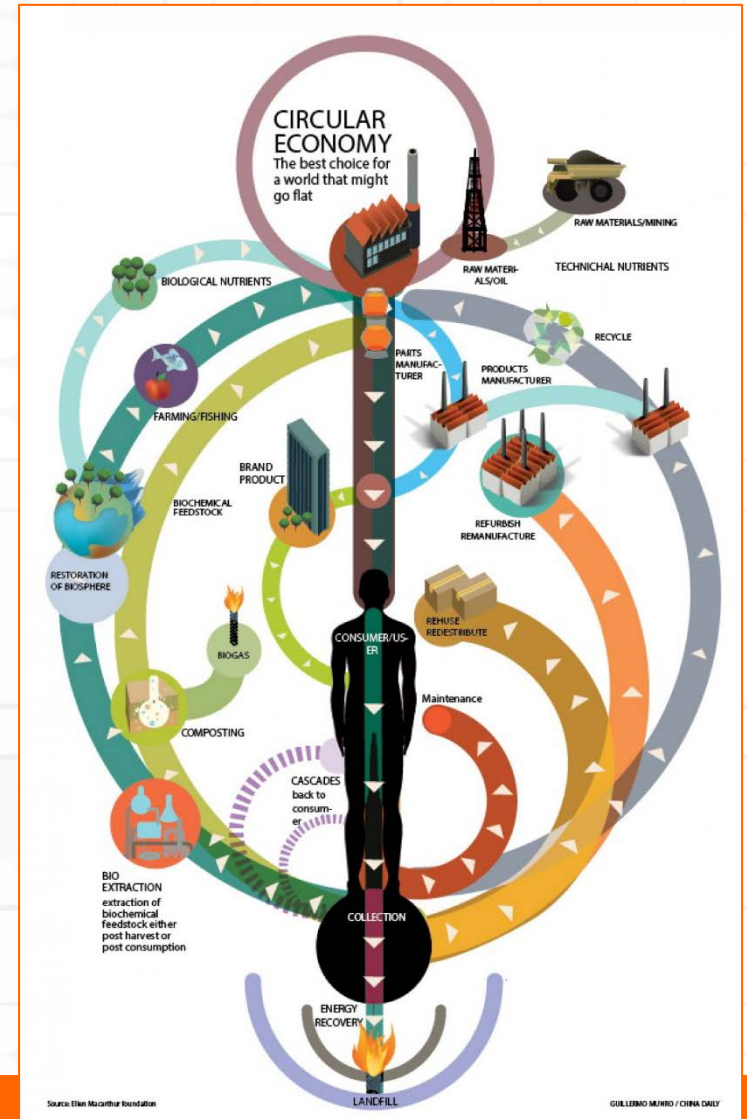 CIRCULAR
ECONOMY
The best choice for
a world that might
go flat
RAW MATERIALS/MINING
RAW MATERI-
ALS/OIL
TECHNICHAL NUTRIENTS
BIOLOGICAL NUTRIENTS
RECYCLE
PARTS
MANUFAC-
TURER
PRODUCTS
MANUFACTURER
FARMING/FISHING
BRAND
PRODUCT
BIOCHEMICAL
FEEDSTOCK
REFURBISH
REMANUFACTURE
RESTORATION
OF BIOSPHERE
CONSUMER/US-
ER
REHUSE
REDESTRIBUTE
BIOGAS
Maintenance
COMPOSTING
CASCADES
back to
consum-
er
BIO
EXTRACTION
extraction of
biochemical
feedstock either
post harvest or
post consumption
COLLECTION
ENERGY
RECOVERY
LANDFILL
Source: Ellen Macarthur foundation
GUILLERMO MUNRO / CHINA DAILY